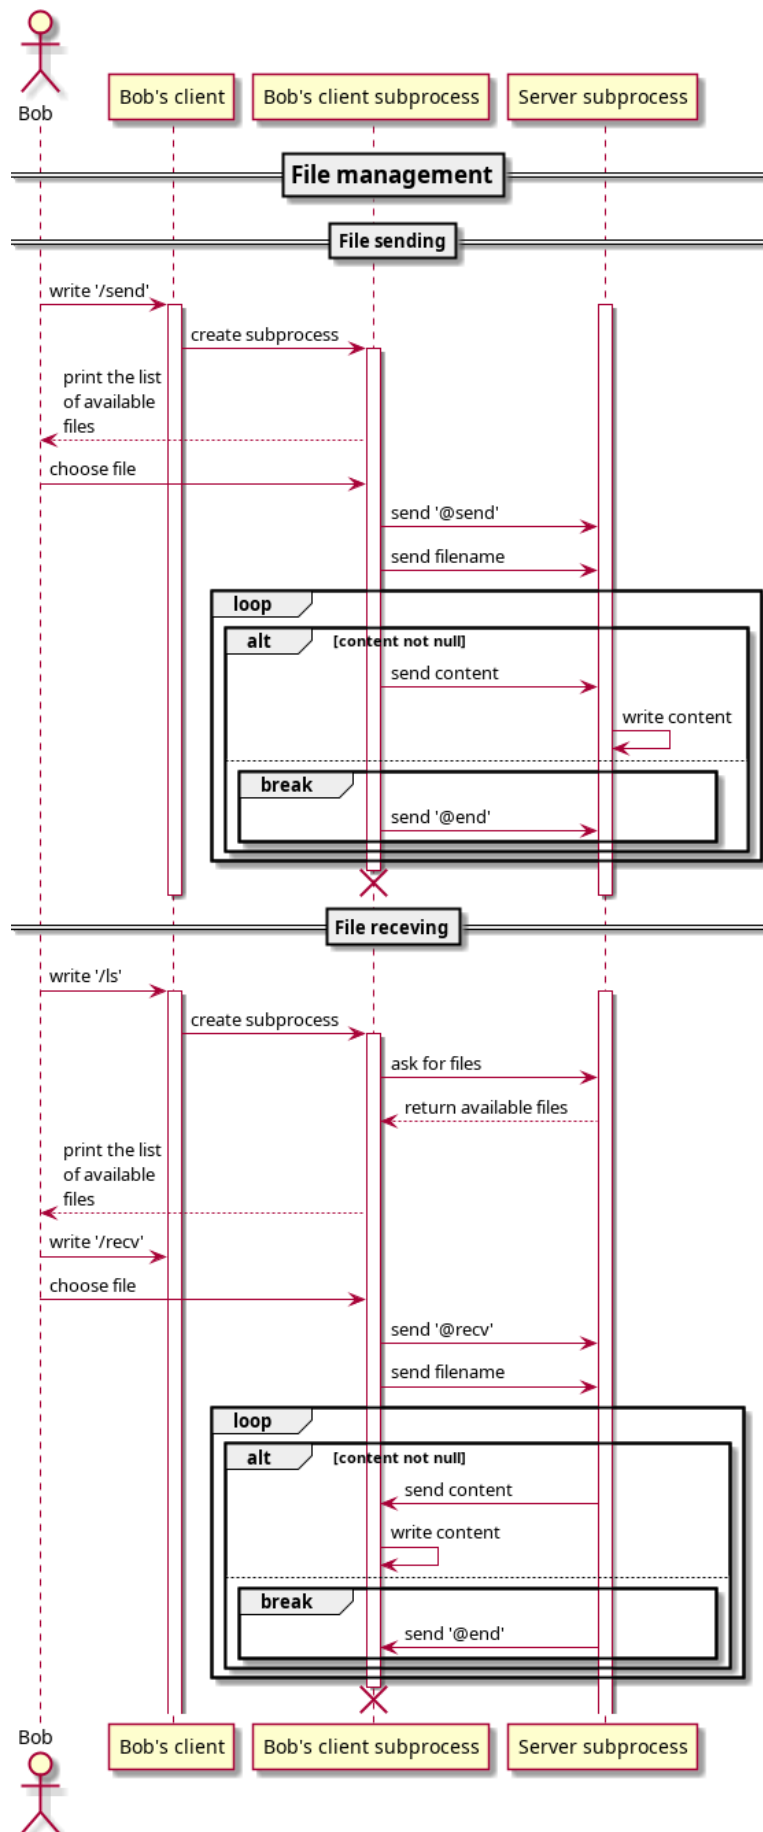 Bob
Bob's client
Bob's client subprocess
Server subprocess
File management
File sending
write '/send'
create subprocess
print the list
of available
files
choose file
send '@send'
send filename
loop
alt
[content not null]
send content
write content
break
send '@end'
File receving
write '/ls'
create subprocess
ask for files
return available files
print the list
of available
files
write '/recv'
choose file
send '@recv'
send filename
loop
alt
[content not null]
send content
write content
break
send '@end'
Bob
Bob's client
Bob's client subprocess
Server subprocess